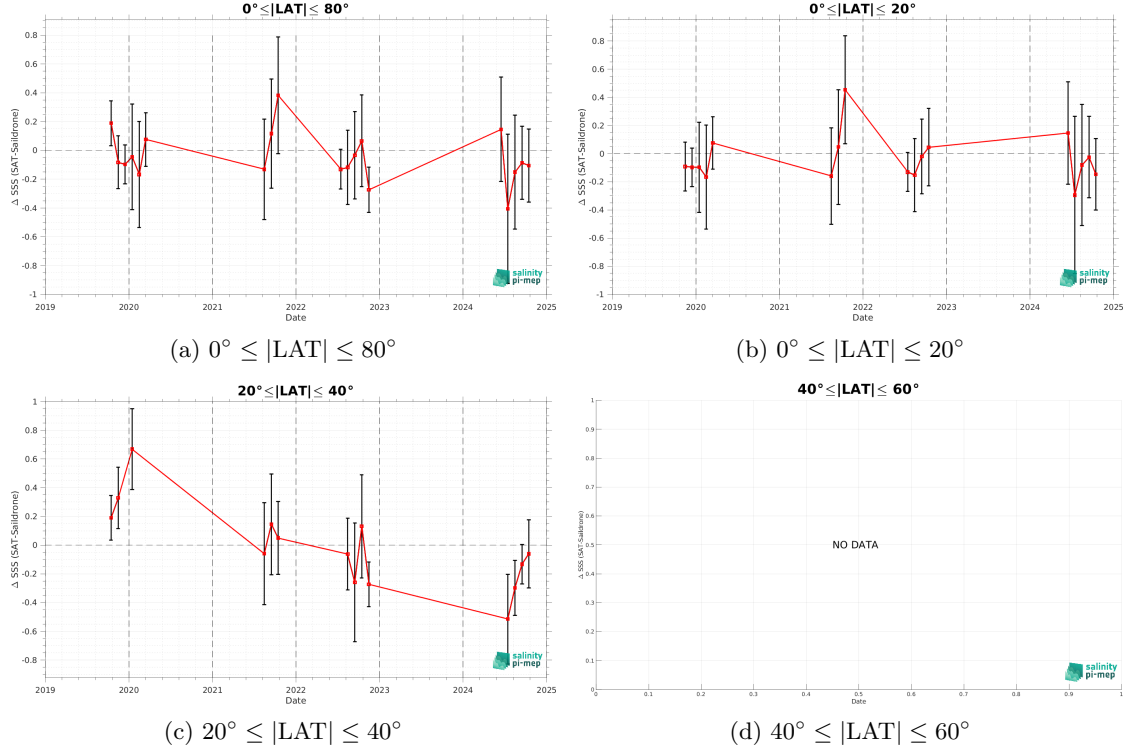 0°≤|LAT|≤ 80°
Δ SSS (SAT-Saildrone)
0.8
0.6
0.4
0.2
0
-0.2
-0.4
-0.6
-0.8
-1
2019 2020 2021 2022 2023 2024 2025
Date
salinity
pi-mep
(a) 0° ≤ |LAT| ≤ 80°
0°≤|LAT|≤ 20°
Δ SSS (SAT-Saildrone)
0.8
0.6
0.4
0.2
0
-0.2
-0.4
-0.6
-0.8
-1
2019 2020 2021 2022 2023 2024 2025
Date
salinity
pi-mep
(b) 0° ≤ |LAT| ≤ 20°
20°≤|LAT|≤ 40°
Δ SSS (SAT-Saildrone)
1
0.8
0.6
0.4
0.2
0
-0.2
-0.4
-0.6
-0.8
2019 2020 2021 2022 2023 2024 2025
Date
salinity
pi-mep
(c) 20° ≤ |LAT| ≤ 40°
40°≤|LAT|≤ 60°
Δ SSS (SAT-Saildrone)
1
0.9
0.8
0.7
0.6
0.5
0.4
0.3
0.2
0.1
0
NO DATA
0 0.1 0.2 0.3 0.4 0.5 0.6 0.7 0.8 0.9 1
Date
salinity
pi-mep
(d) 40° ≤ |LAT| ≤ 60°